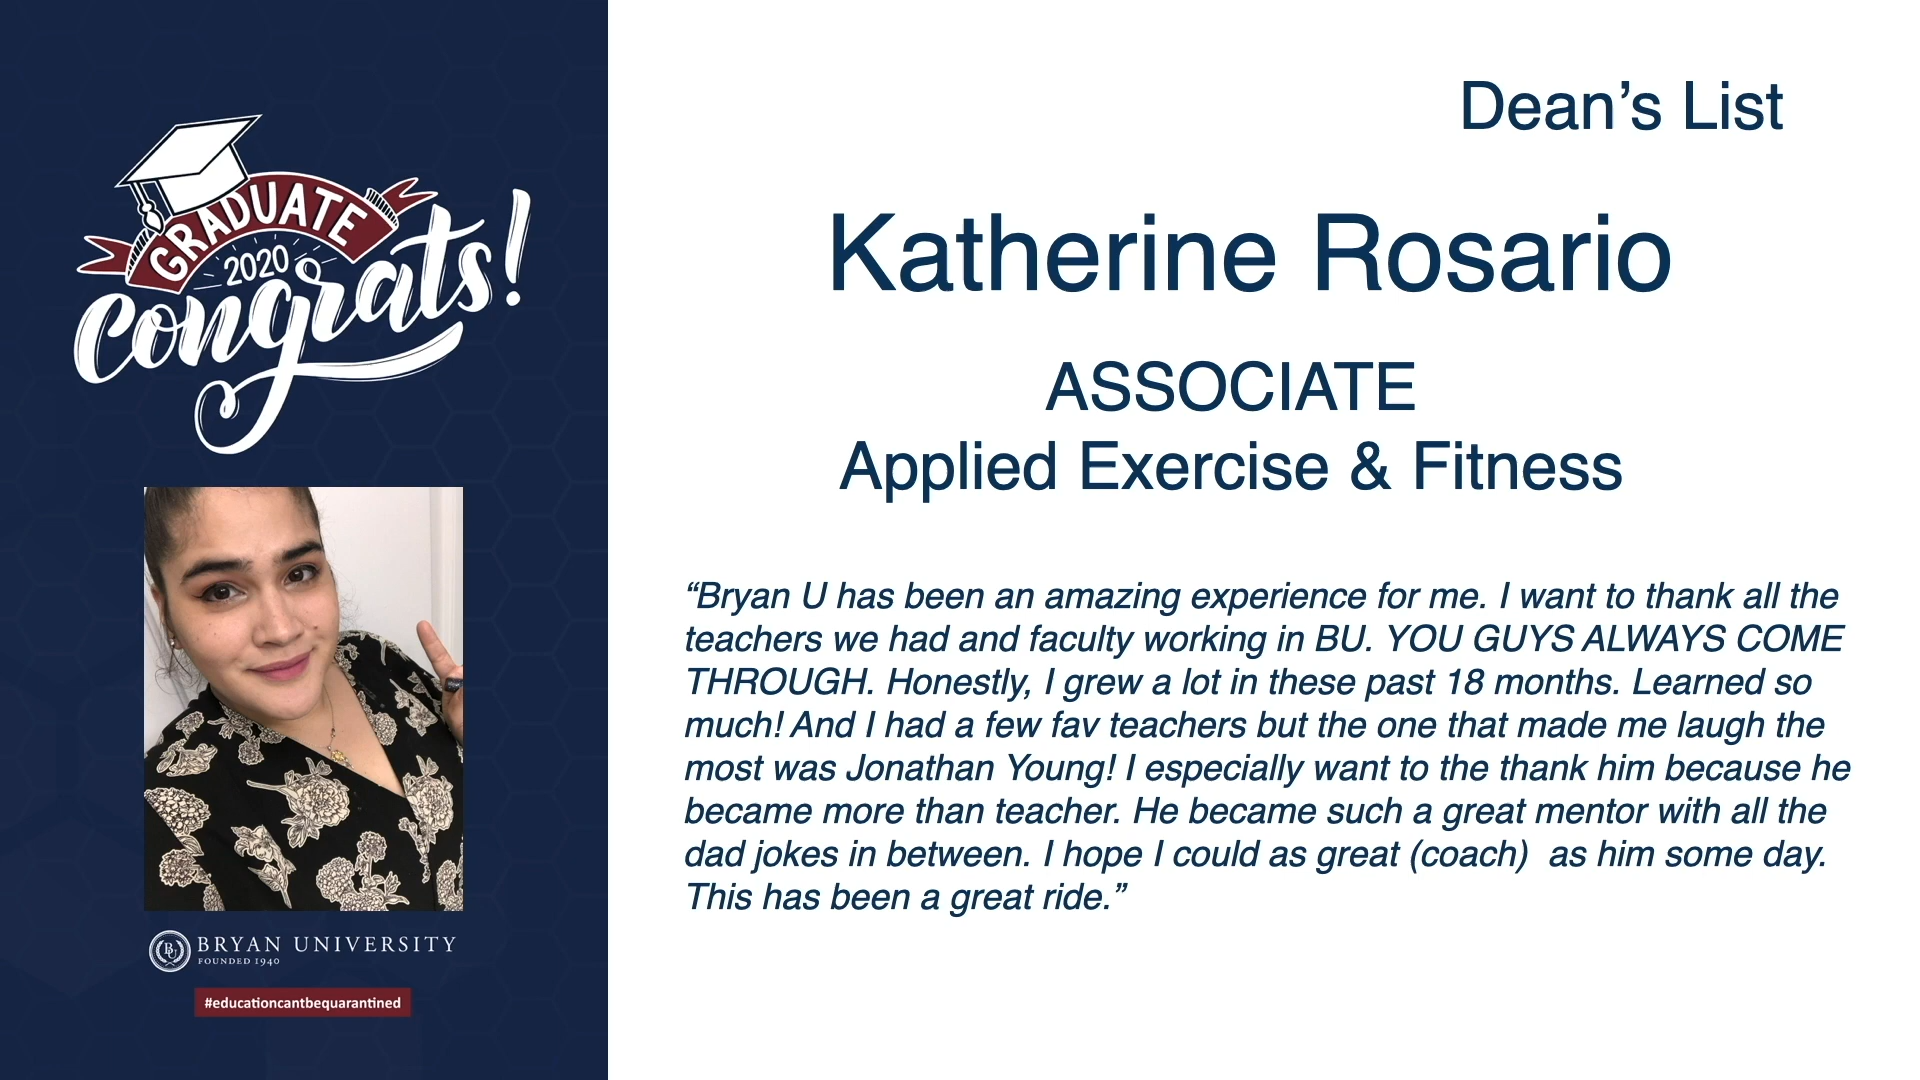 GRADUATE
2020
Congrats!
BU
BRYAN UNIVERSITY
FOUNDED 1940
#educationcantbequarantined
Dean’s List
Katherine Rosario
ASSOCIATE
Applied Exercise & Fitness
“Bryan U has been an amazing experience for me. I want to thank all the
teachers we had and faculty working in BU. YOU GUYS ALWAYS COME
THROUGH. Honestly, I grew a lot in these past 18 months. Learned so
much! And I had a few fav teachers but the one that made me laugh the
most was Jonathan Young! I especially want to the thank him because he
became more than teacher. He became such a great mentor with all the
dad jokes in between. I hope I could as great (coach)  as him some day.
This has been a great ride.”